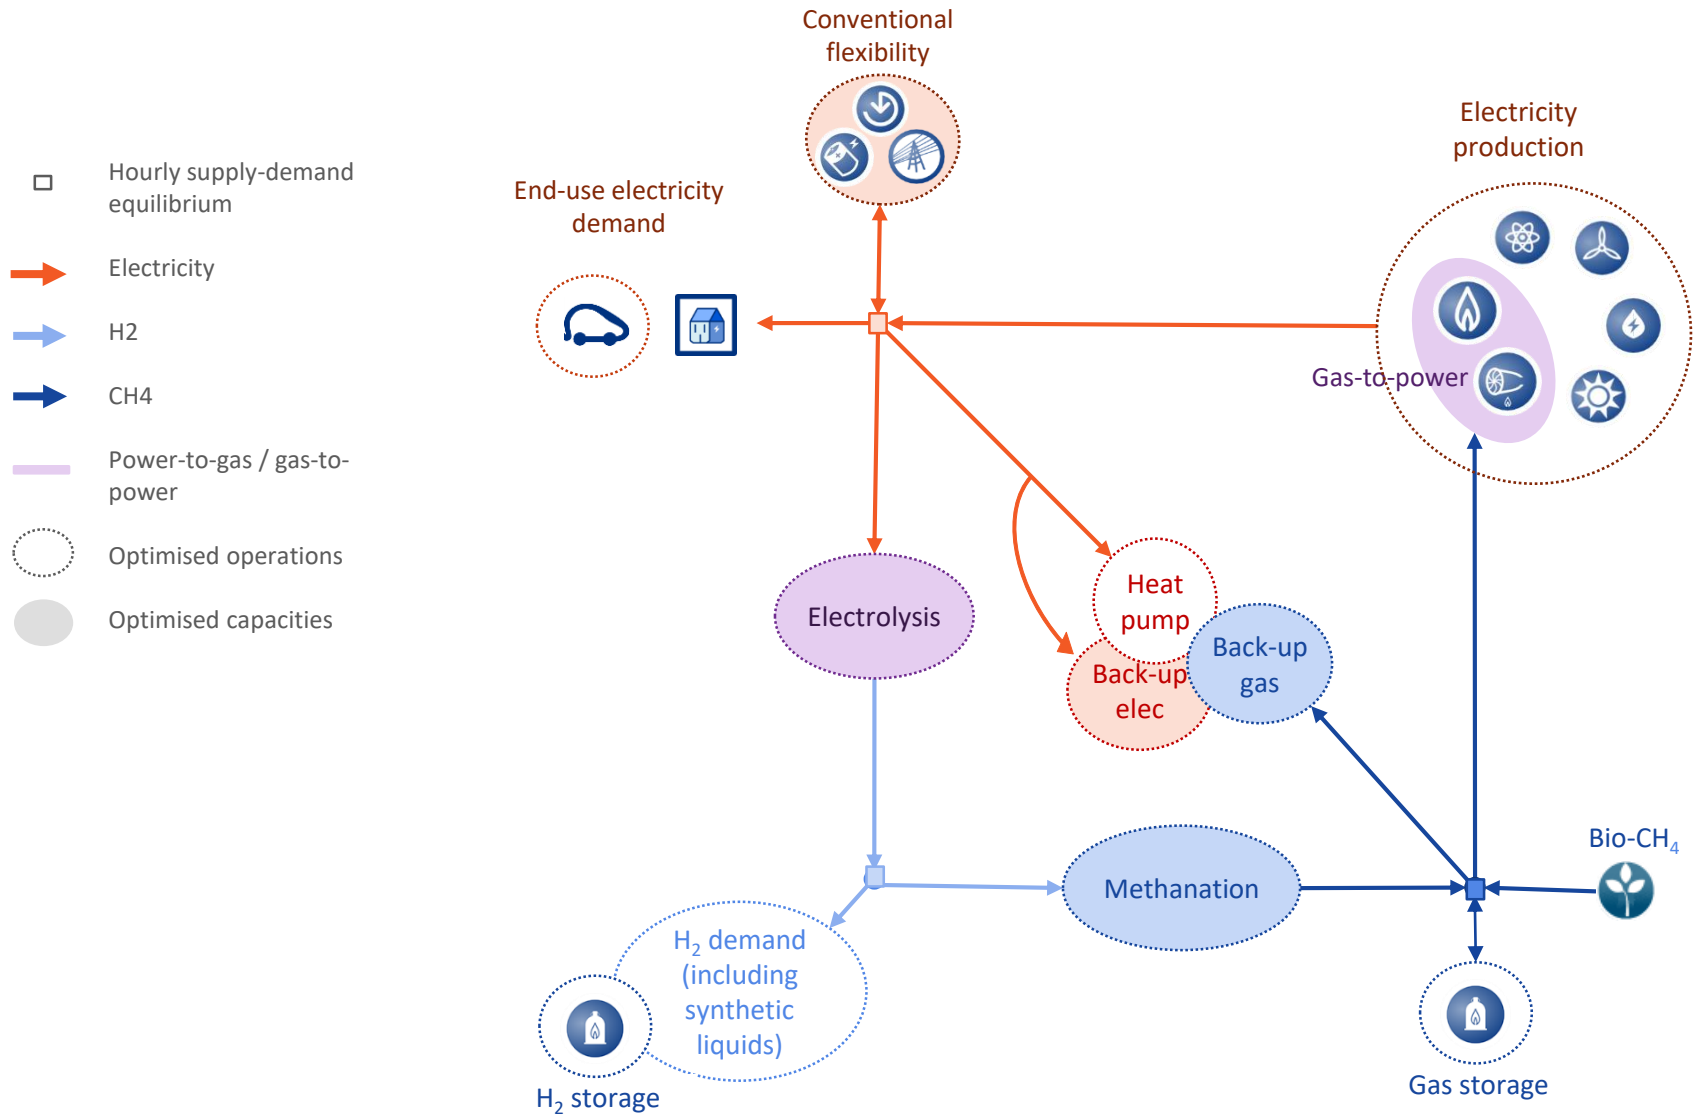 Conventional
flexibility
Electricity
production
Hourly supply-demand
equilibrium
End-use electricity
demand
Electricity
H2
CH4
Gas-to-power
Power-to-gas / gas-to-
power
Optimised operations
Optimised capacities
Electrolysis
Heat
pump
Back-up
elec
Back-up
gas
Bio-CH₄
Methanation
H₂ demand
(including
synthetic
liquids)
H₂ storage
Gas storage